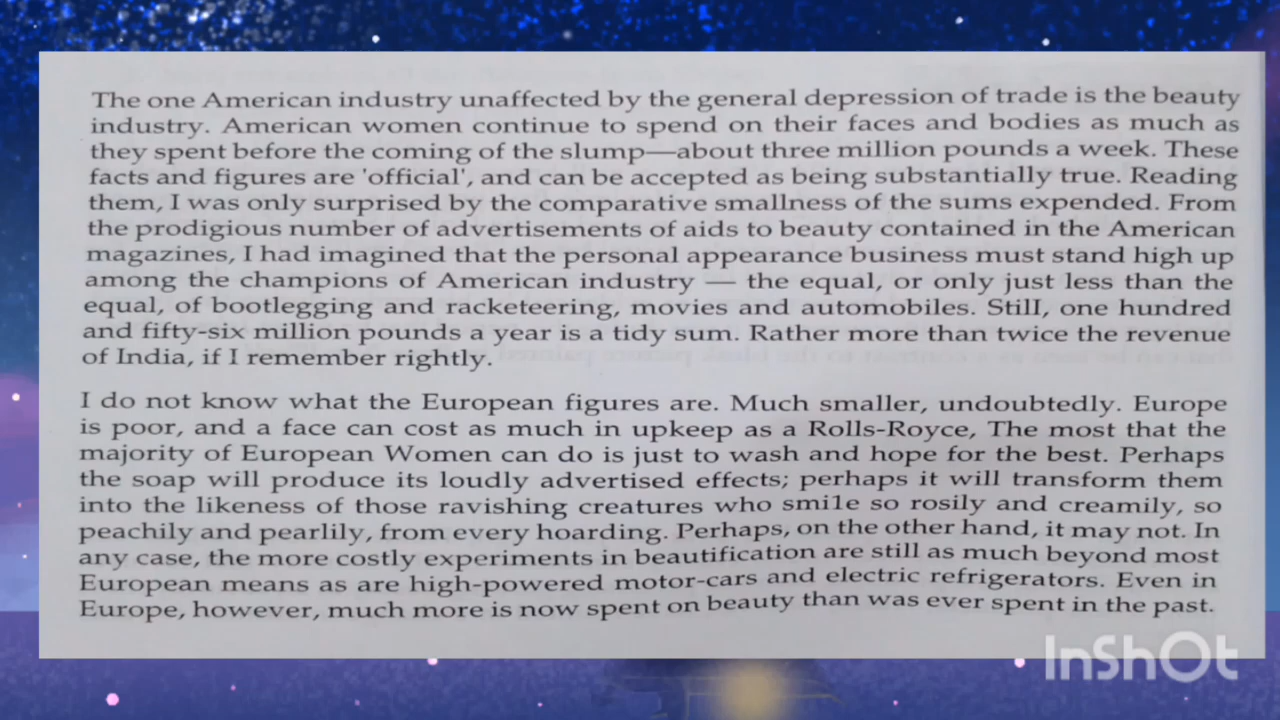 The one American industry unaffected by the general depression of trade is the beauty
industry. American women continue to spend on their faces and bodies as much as
they spent before the coming of the slump—about three million pounds a week. These
facts and figures are 'official', and can be accepted as being substantially true. Reading
them, I was only surprised by the comparative smallness of the sums expended. From
the prodigious number of advertisements of aids to beauty contained in the American
magazines, I had imagined that the personal appearance business must stand high up
among the champions of American industry — the equal, or only just less than the
equal, of bootlegging and racketeering, movies and automobiles. Still, one hundred
and fifty-six million pounds a year is a tidy sum. Rather more than twice the revenue
of India, if I remember rightly.
I do not know what the European figures are. Much smaller, undoubtedly. Europe
is poor, and a face can cost as much in upkeep as a Rolls-Royce, The most that the
majority of European Women can do is just to wash and hope for the best. Perhaps
the soap will produce its loudly advertised effects; perhaps it will transform them
into the likeness of those ravishing creatures who smi1e so rosily and creamily, so
peachily and pearlily, from every hoarding. Perhaps, on the other hand, it may not. In
any case, the more costly experiments in beautification are still as much beyond most
European means as are high-powered motor-cars and electric refrigerators. Even in
Europe, however, much more is now spent on beauty than was ever spent in the past.
InShOt